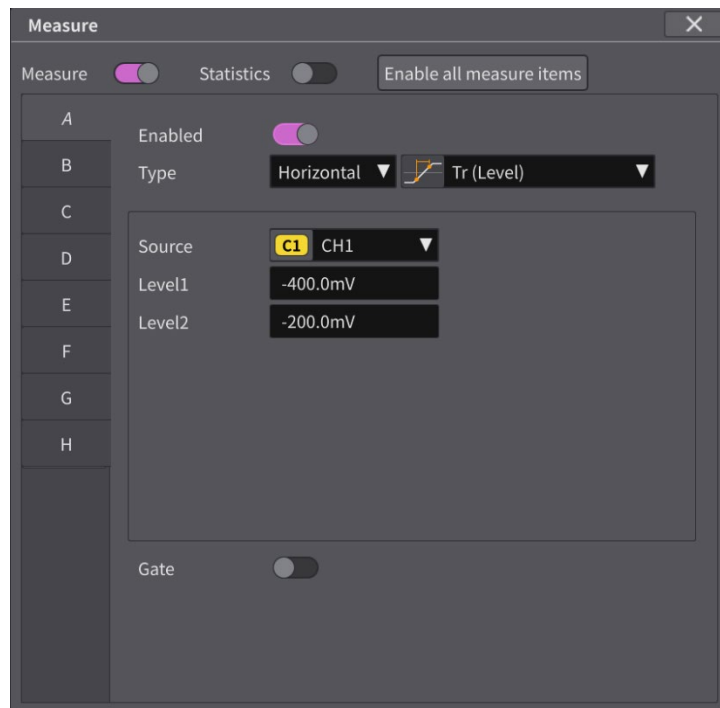 Measure
Measure Statistics Enable all measure items
A
Enabled
B
Type Horizontal Tr (Level)
C
D
Source C1 CH1
Level1 -400.0mV
E
Level2 -200.0mV
F
G
H
Gate